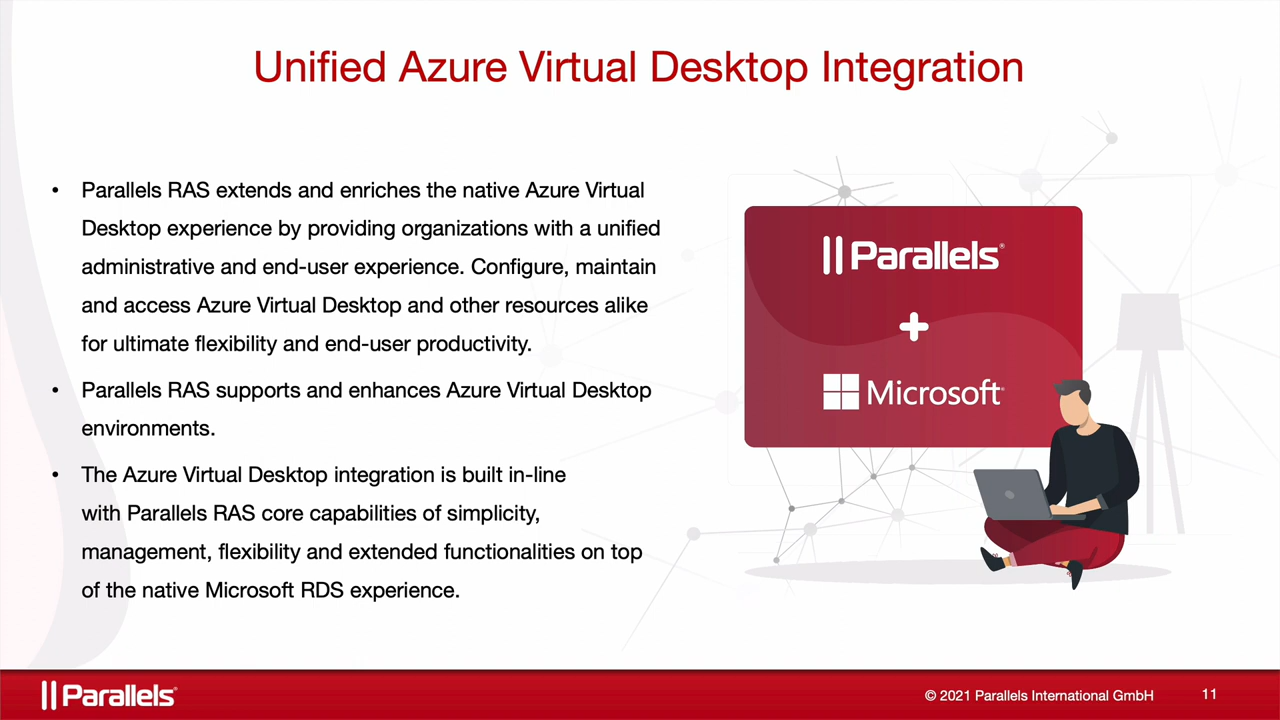 Unified Azure Virtual Desktop Integration
• Parallels RAS extends and enriches the native Azure Virtual
Desktop experience by providing organizations with a unified
administrative and end-user experience. Configure, maintain
and access Azure Virtual Desktop and other resources alike
for ultimate flexibility and end-user productivity.
• Parallels RAS supports and enhances Azure Virtual Desktop
environments.
• The Azure Virtual Desktop integration is built in-line
with Parallels RAS core capabilities of simplicity,
management, flexibility and extended functionalities on top
of the native Microsoft RDS experience.
Parallels®
+
Microsoft
Parallels®
© 2021 Parallels International GmbH
11